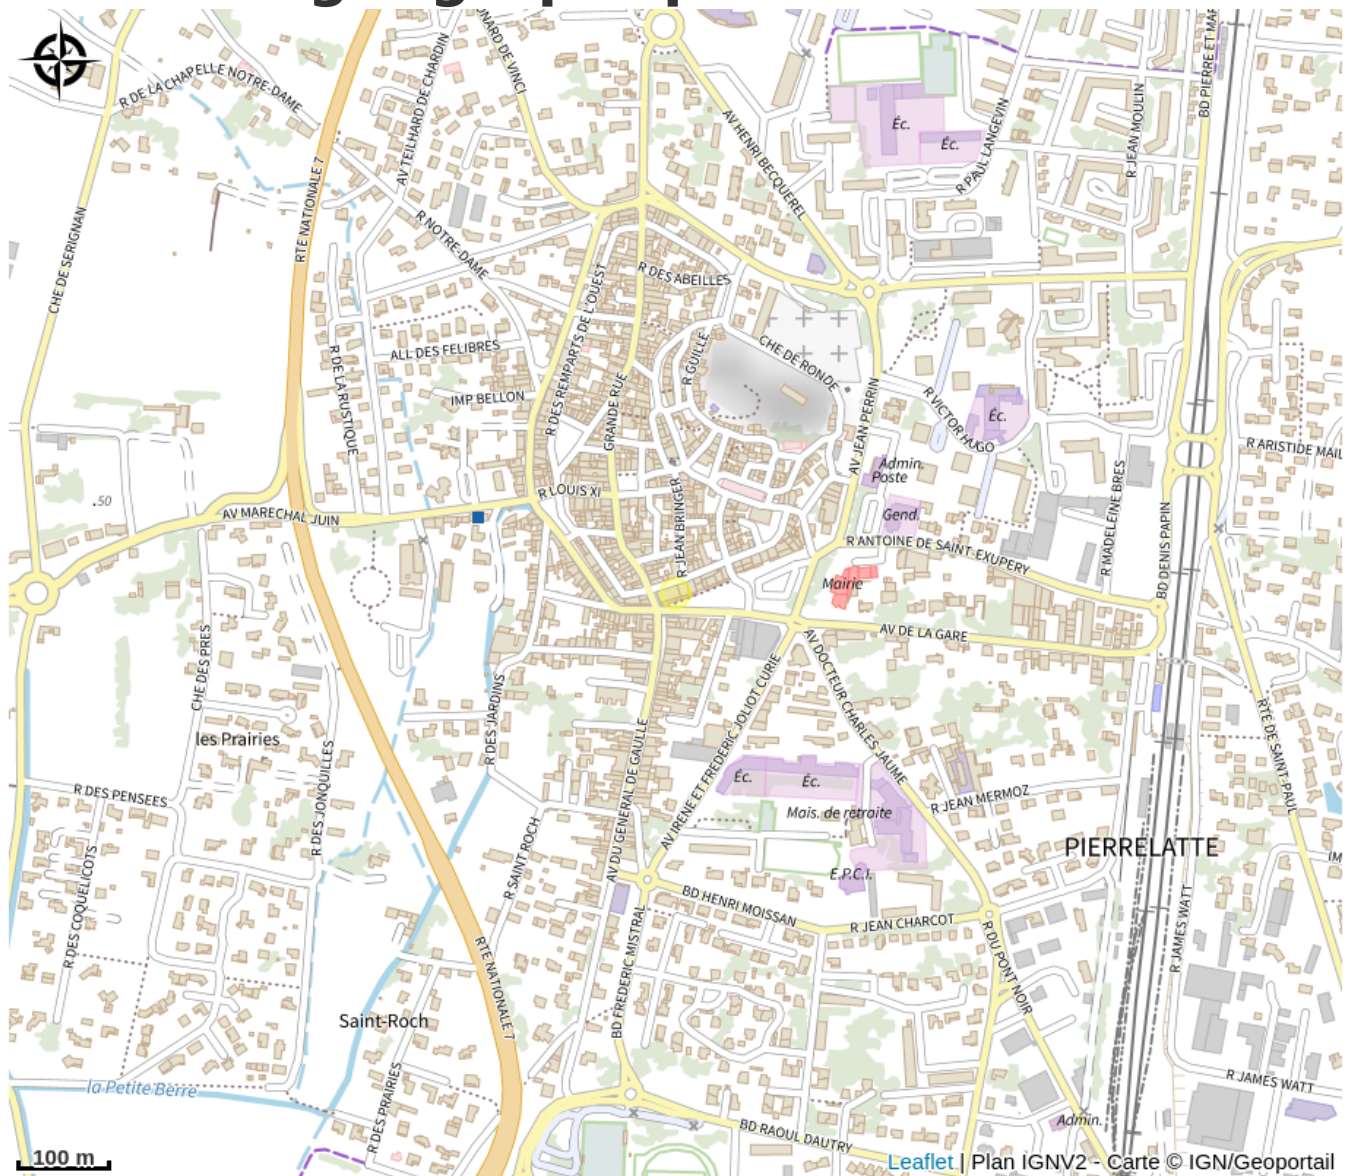 R DE LA CHAPELLE NOTRE-DAME
AV TEILHARD DE CHARDIN
ONARD DE VINCI
AV HENRI BECQUEREL
Éc.
Éc.
R PAUL LANGEVIN
R JEAN MOULIN
BD PIERRE ET MAR
RTE NATIONALE 7
CHE DE SERIGNAN
R NOTRE-DAME
R DES ABEILLES
R DES REMPARTS DE L'OUEST
R GUILLE
CHE DE RONDE
ALL DES FELIBRES
R DE LA RUSTIQUE
IMP BELLON
GRANDE RUE
AV JEAN PERRIN
R VICTOR HUGO
Éc.
R ARISTIDE MAIL
Admin.
Poste
R LOUIS XI
.50
AV MARECHAL JUIN
R JEAN BRINGER
Gend.
R MADELEINE BRES
BD DENIS PAPIN
R ANTOINE DE SAINT-EXUPERY
Mairie
AV DE LA GARE
CHE DES PRES
R DES JARDINS
AV DOCTEUR CHARLES JAUME
AV IRENE ET FREDERIC JOLIOT CURIE
RTE DE SAINT-PAUL
les Prairies
AV DU GENERAL DE GAULLE
R DES JONQUILLES
R DES PENSEES
Éc.
Éc.
R JEAN MERMOZ
Mais. de retraite
PIERRELATTE
IM
R SAINT ROCH
E.P.C.I.
R DES COQUELICOTS
BD HENRI MOISSAN
R JEAN CHARCOT
R JAMES WATT
RTE NATIONALE 7
BD FREDERIC MISTRAL
R DU PONT NOIR
Saint-Roch
R JAMES WATT
la Petite Berre
R DES PRAIRIES
BD RAOUL DAUTRY
Admin.
100 m
Leaflet | Plan IGNV2 - Carte © IGN/Geoportail